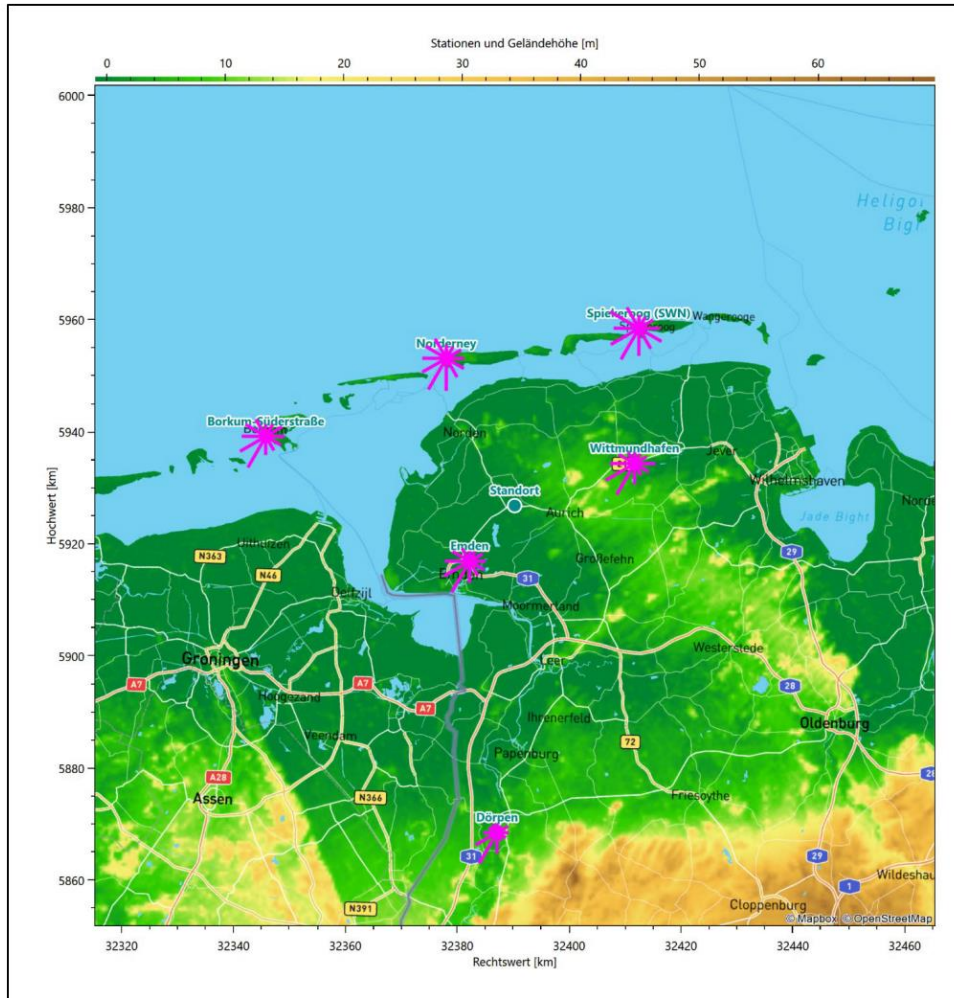 Stationen und Geländehöhe [m]
0 10 20 30 40 50 60
6000
5980
5960
5940
5920
5900
5880
5860
Hochwert [km]
Heligol
Bigh
Spiekeroog (SWN)
Wangerooge
Norderney
Borkum-Süderstraße
Norden
Wittmundhafen
Jever
Wilhelmshaven
Standort
Aurich
Jade Bight
Norde
Uithuizen
N363
N46
Emden
Emden
31
Großefehn
29
Delfzijl
Moormerland
Groningen
Leer
Westerstede
A7
Hoogezand
A7
A7
28
Ihrenerfeld
Oldenburg
Veendam
72
Papenburg
A28
28
Assen
N366
Friesoythe
Dörpen
31
29
1
Wildeshau
N391
Cloppenburg
© Mapbox © OpenStreetMap
32320 32340 32360 32380 32400 32420 32440 32460
Rechtswert [km]